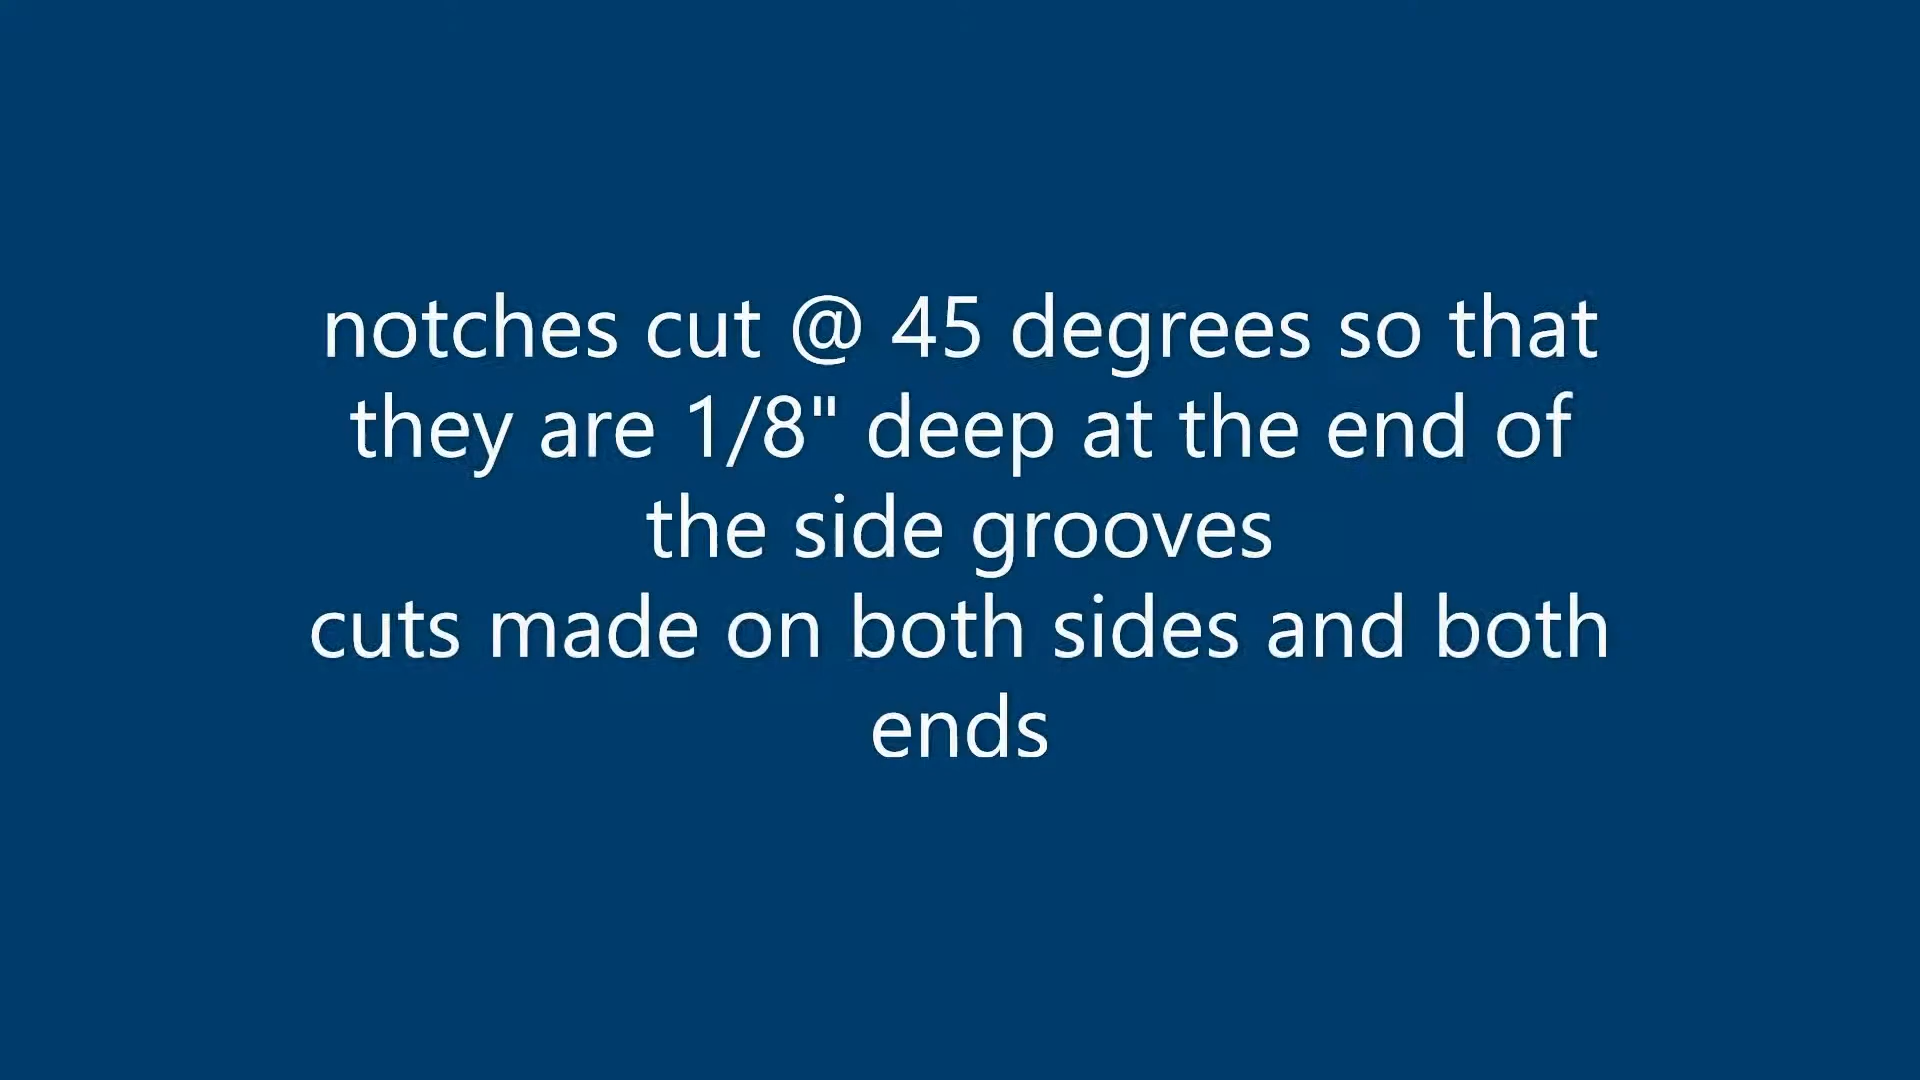 notches cut @ 45 degrees so that
they are 1/8" deep at the end of
the side grooves
cuts made on both sides and both
ends